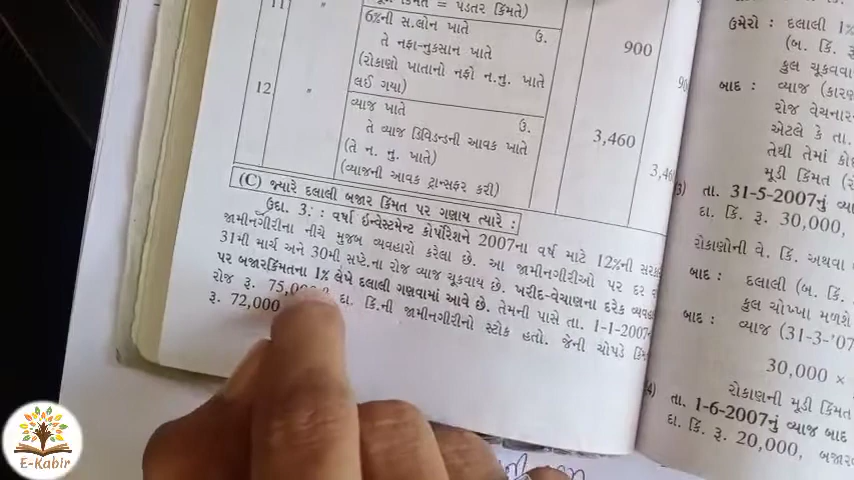 11 "
6%ની સ.લોન ખાતે ઉ. 900
તે નફા-નુકસાન ખાતે
(રોકાણો ખાતાનો નફો ન.નુ. ખાતે
લઈ ગયા)
12 " વ્યાજ ખાતે ઉ. 3,460
તે વ્યાજ ડિવિડન્ડની આવક ખાતે
(તે ન. નુ. ખાતે)
(વ્યાજની આવક ટ્રાન્સફર કરી)
(C) જ્યારે દલાલી બજાર કિંમત પર ગણાય ત્યારે :
ઉદા. 3. : વર્ષા ઇન્વેસ્ટમેન્ટ કોર્પોરેશને 2007ના વર્ષ માટે 12%ની
જામીનગીરીના નીચે મુજબ વ્યવહારો કરેલા છે. આ જામીનગીરીઓ પર દર
31મી માર્ચ અને 30મી સપ્ટે.ના રોજ વ્યાજ ચૂકવાય છે. ખરીદ-વેચાણના દરેક
પર બજારકિંમતના 1% લેખે દલાલી ગણવામાં આવે છે. તેમની પાસે તા. 1-1-2007
રોજ રૂ. દા. કિં.ની જામીનગીરીનો સ્ટોક હતો. જેની ચોપડે
રૂ. 72,000
ઉમેરો : દલાલી 1%
(બ. કિં.
કુલ ચૂકવવા
બાદ : વ્યાજ (કારણ
રોજ વેચનાર
એટલે કે તા.
તેથી તેમાં
મૂડી કિંમત
તા. 31-5-2007નું
દા. કિં. રૂ. 30,000,
રોકાણોની વે. કિં. અથવા
બાદ : દલાલી (બ. કિં.
કુલ ચોખ્ખા મળશે
બાદ : વ્યાજ (31-3-'07
30,000 ×
રોકાણની મૂડી કિંમત
તા. 1-6-2007નું વ્યાજ બાદ
દા. કિં. રૂ. 20,000,
E-Kabir